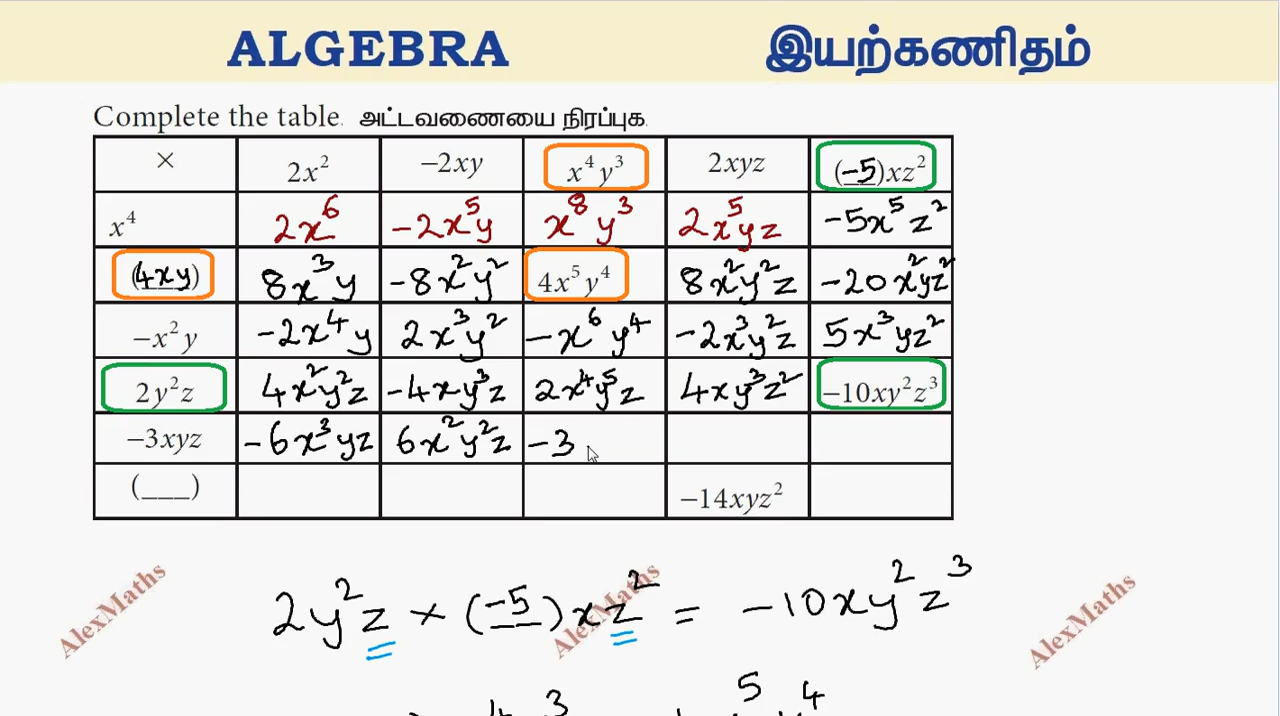 ALGEBRA இயற்கணிதம்
Complete the table. அட்டவணையை நிரப்புக.
× 2x² −2xy x⁴y³ 2xyz (−5)xz²
x⁴ 2x⁶ −2x⁵y x⁸y³ 2x⁵yz −5x⁵z²
(4xy) 8x³y −8x²y² 4x⁵y⁴ 8x²y²z −20x²yz²
−x²y −2x⁴y 2x³y² −x⁶y⁴ −2x³y²z 5x³yz²
2y²z 4x²y²z −4xy³z 2x⁴y⁵z 4xy³z² −10xy²z³
−3xyz −6x³yz 6x²y²z −3
(___) −14xyz²
2y²z × (−5)xz² = −10xy²z³
AlexMaths AlexMaths AlexMaths